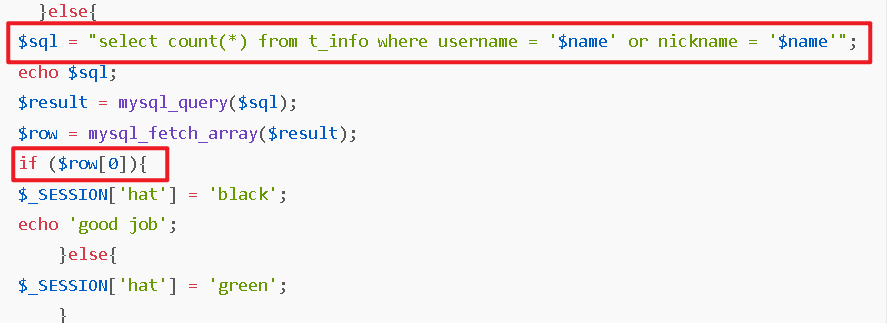 }else{
$sql = "select count(*) from t_info where username = '$name' or nickname = '$name'";
echo $sql;
$result = mysql_query($sql);
$row = mysql_fetch_array($result);
if ($row[0]){
$_SESSION['hat'] = 'black';
echo 'good job';
}else{
$_SESSION['hat'] = 'green';
}